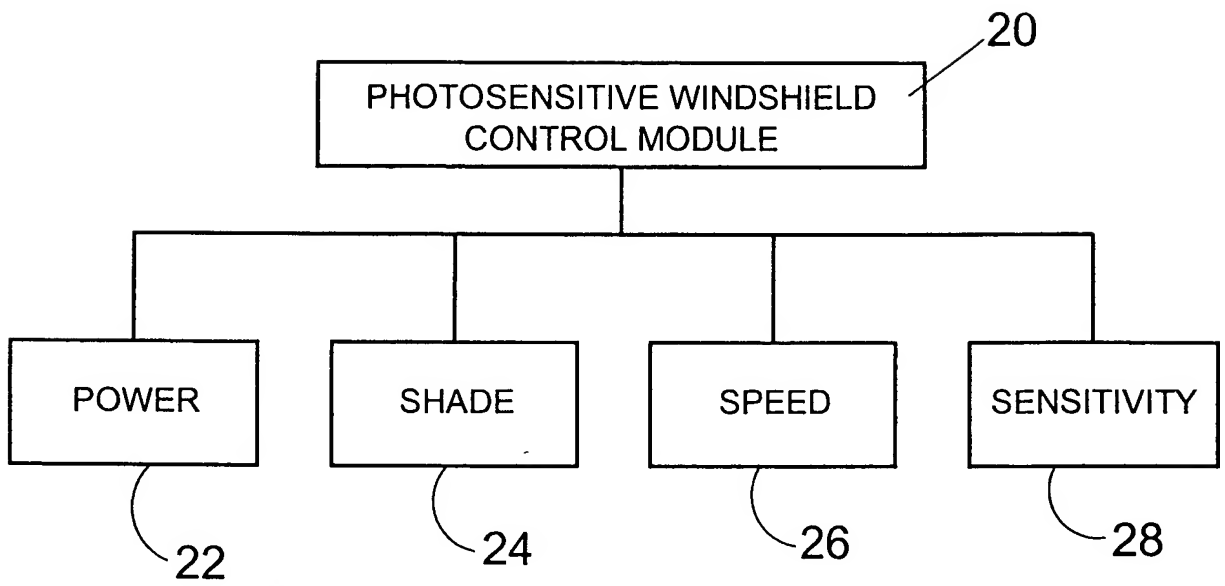 20
PHOTOSENSITIVE WINDSHIELD
CONTROL MODULE
POWER
SHADE
SPEED
SENSITIVITY
22
24
26
28